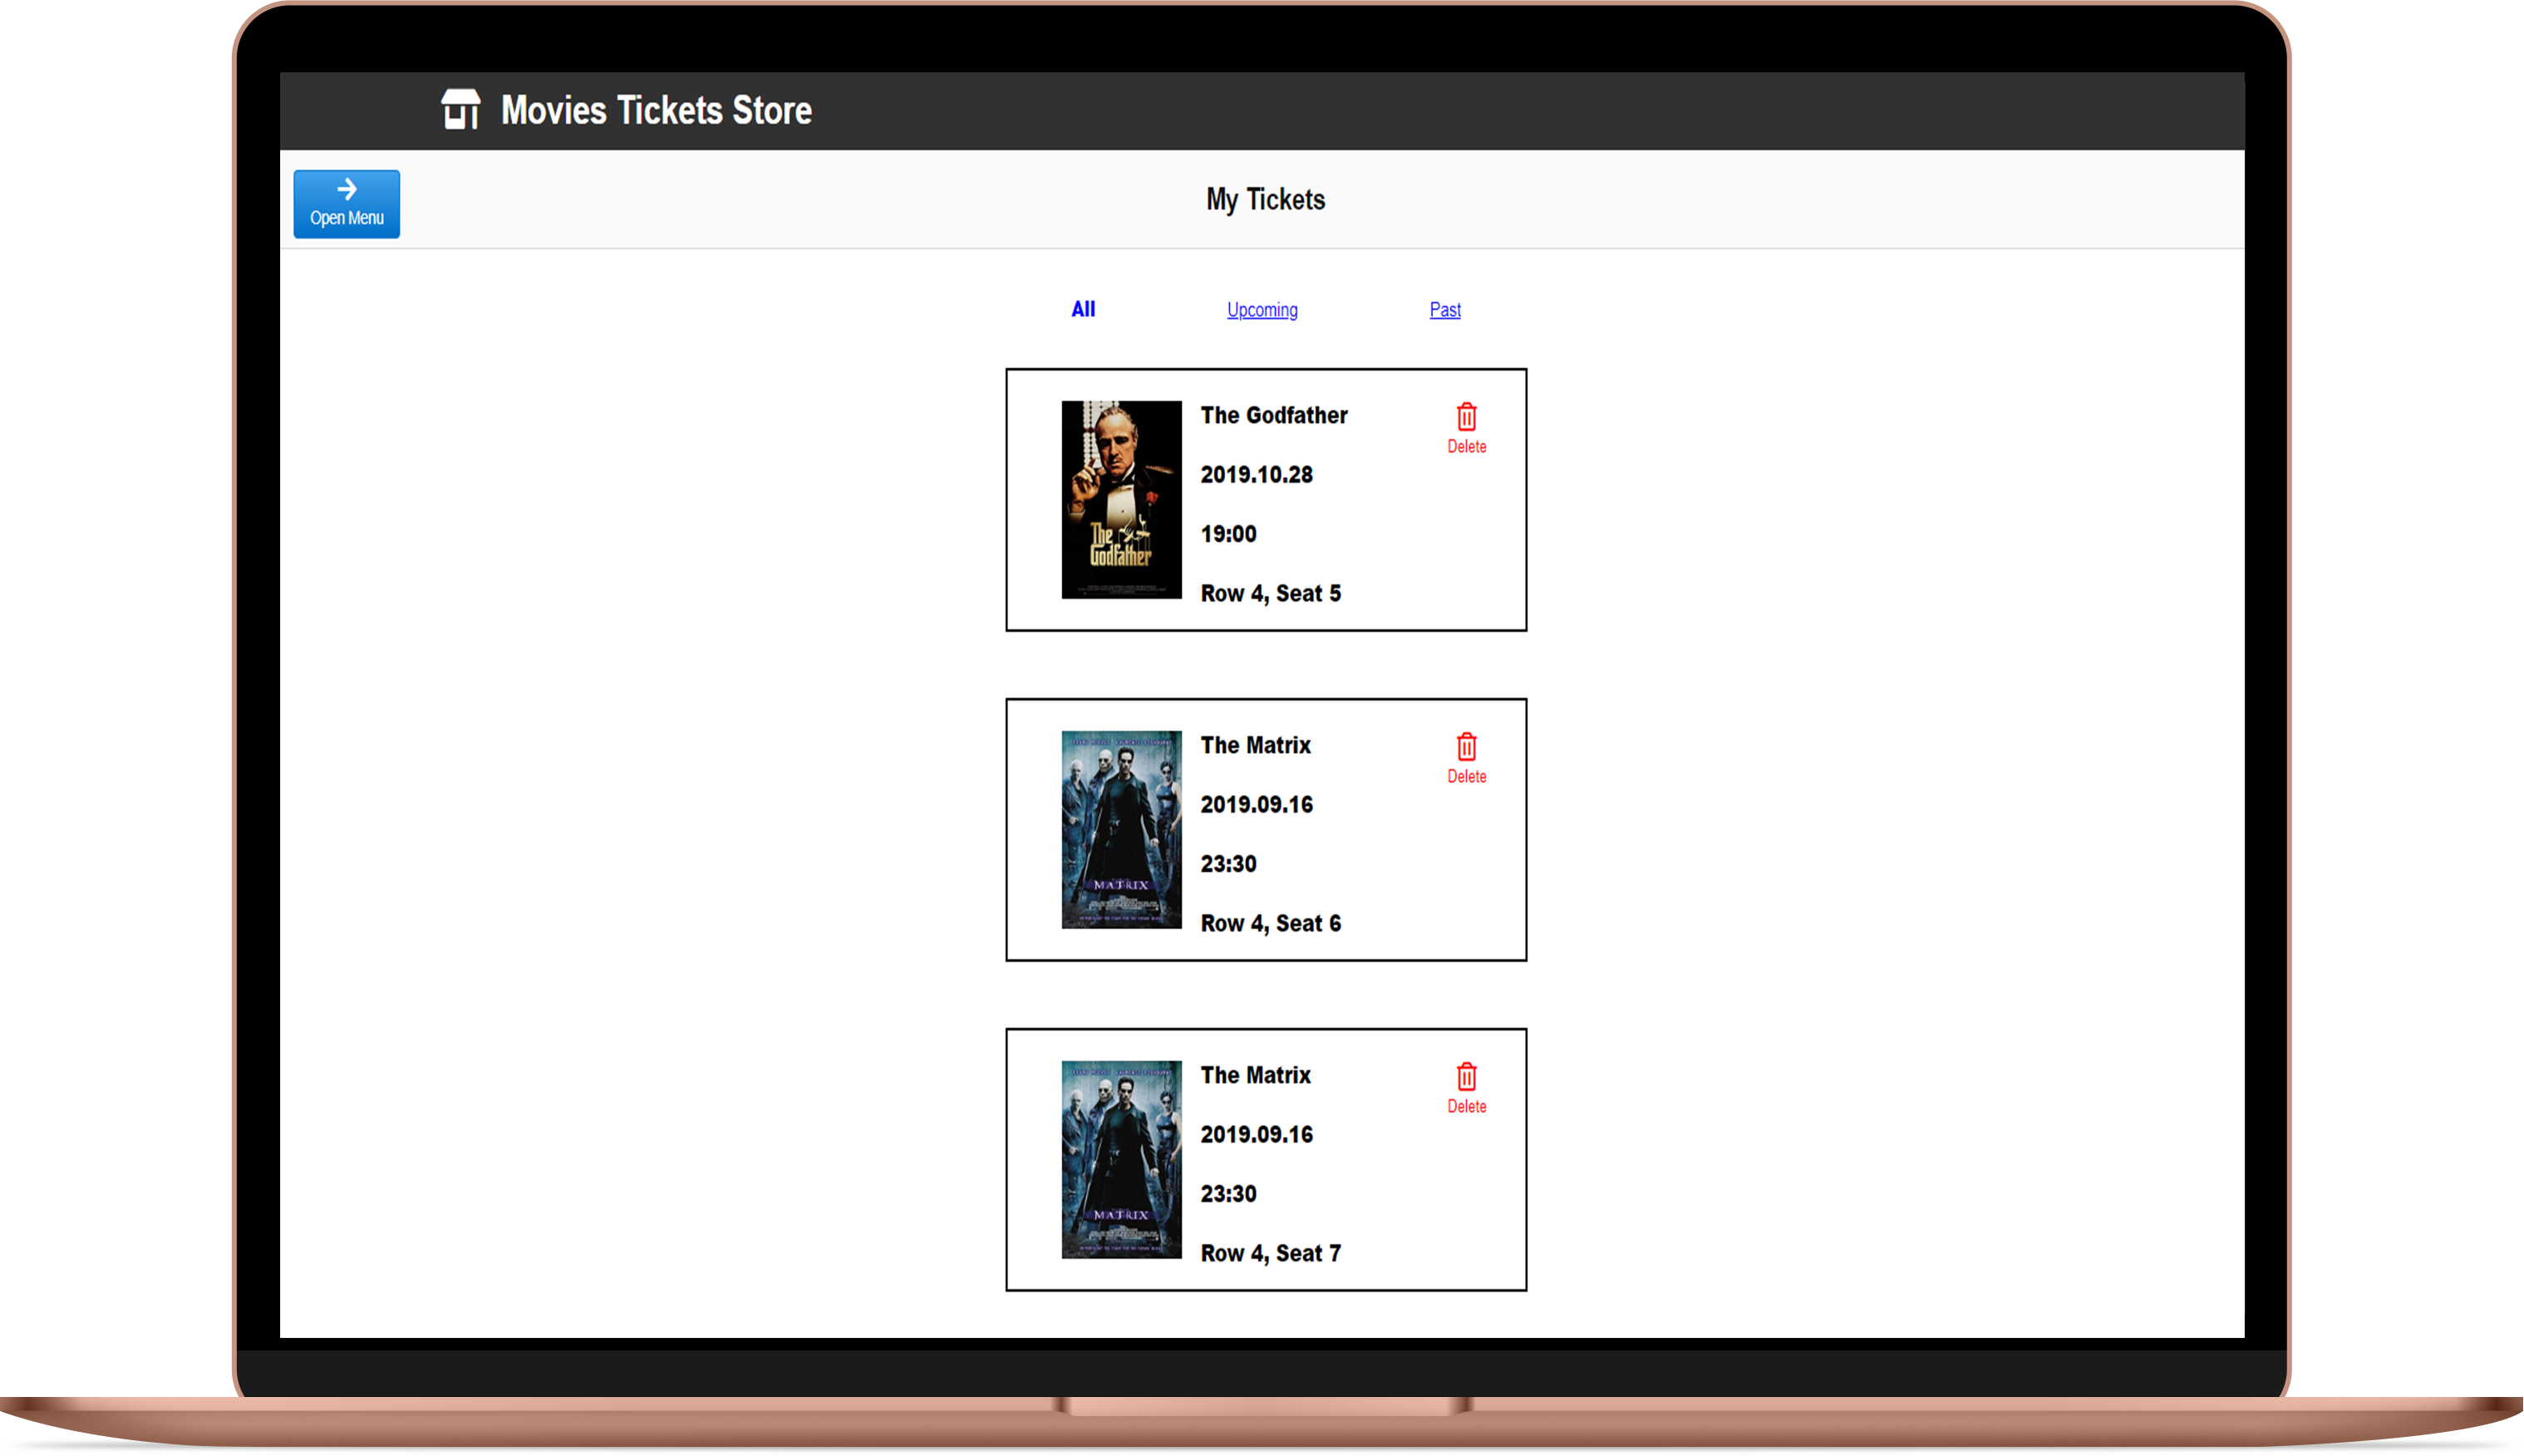 Movies Tickets Store
Open Menu
My Tickets
All Upcoming Past
The Godfather
Delete
2019.10.28
19:00
Row 4, Seat 5
The
Godfather
The Matrix
Delete
2019.09.16
23:30
Row 4, Seat 6
MATRIX
The Matrix
Delete
2019.09.16
23:30
Row 4, Seat 7
MATRIX